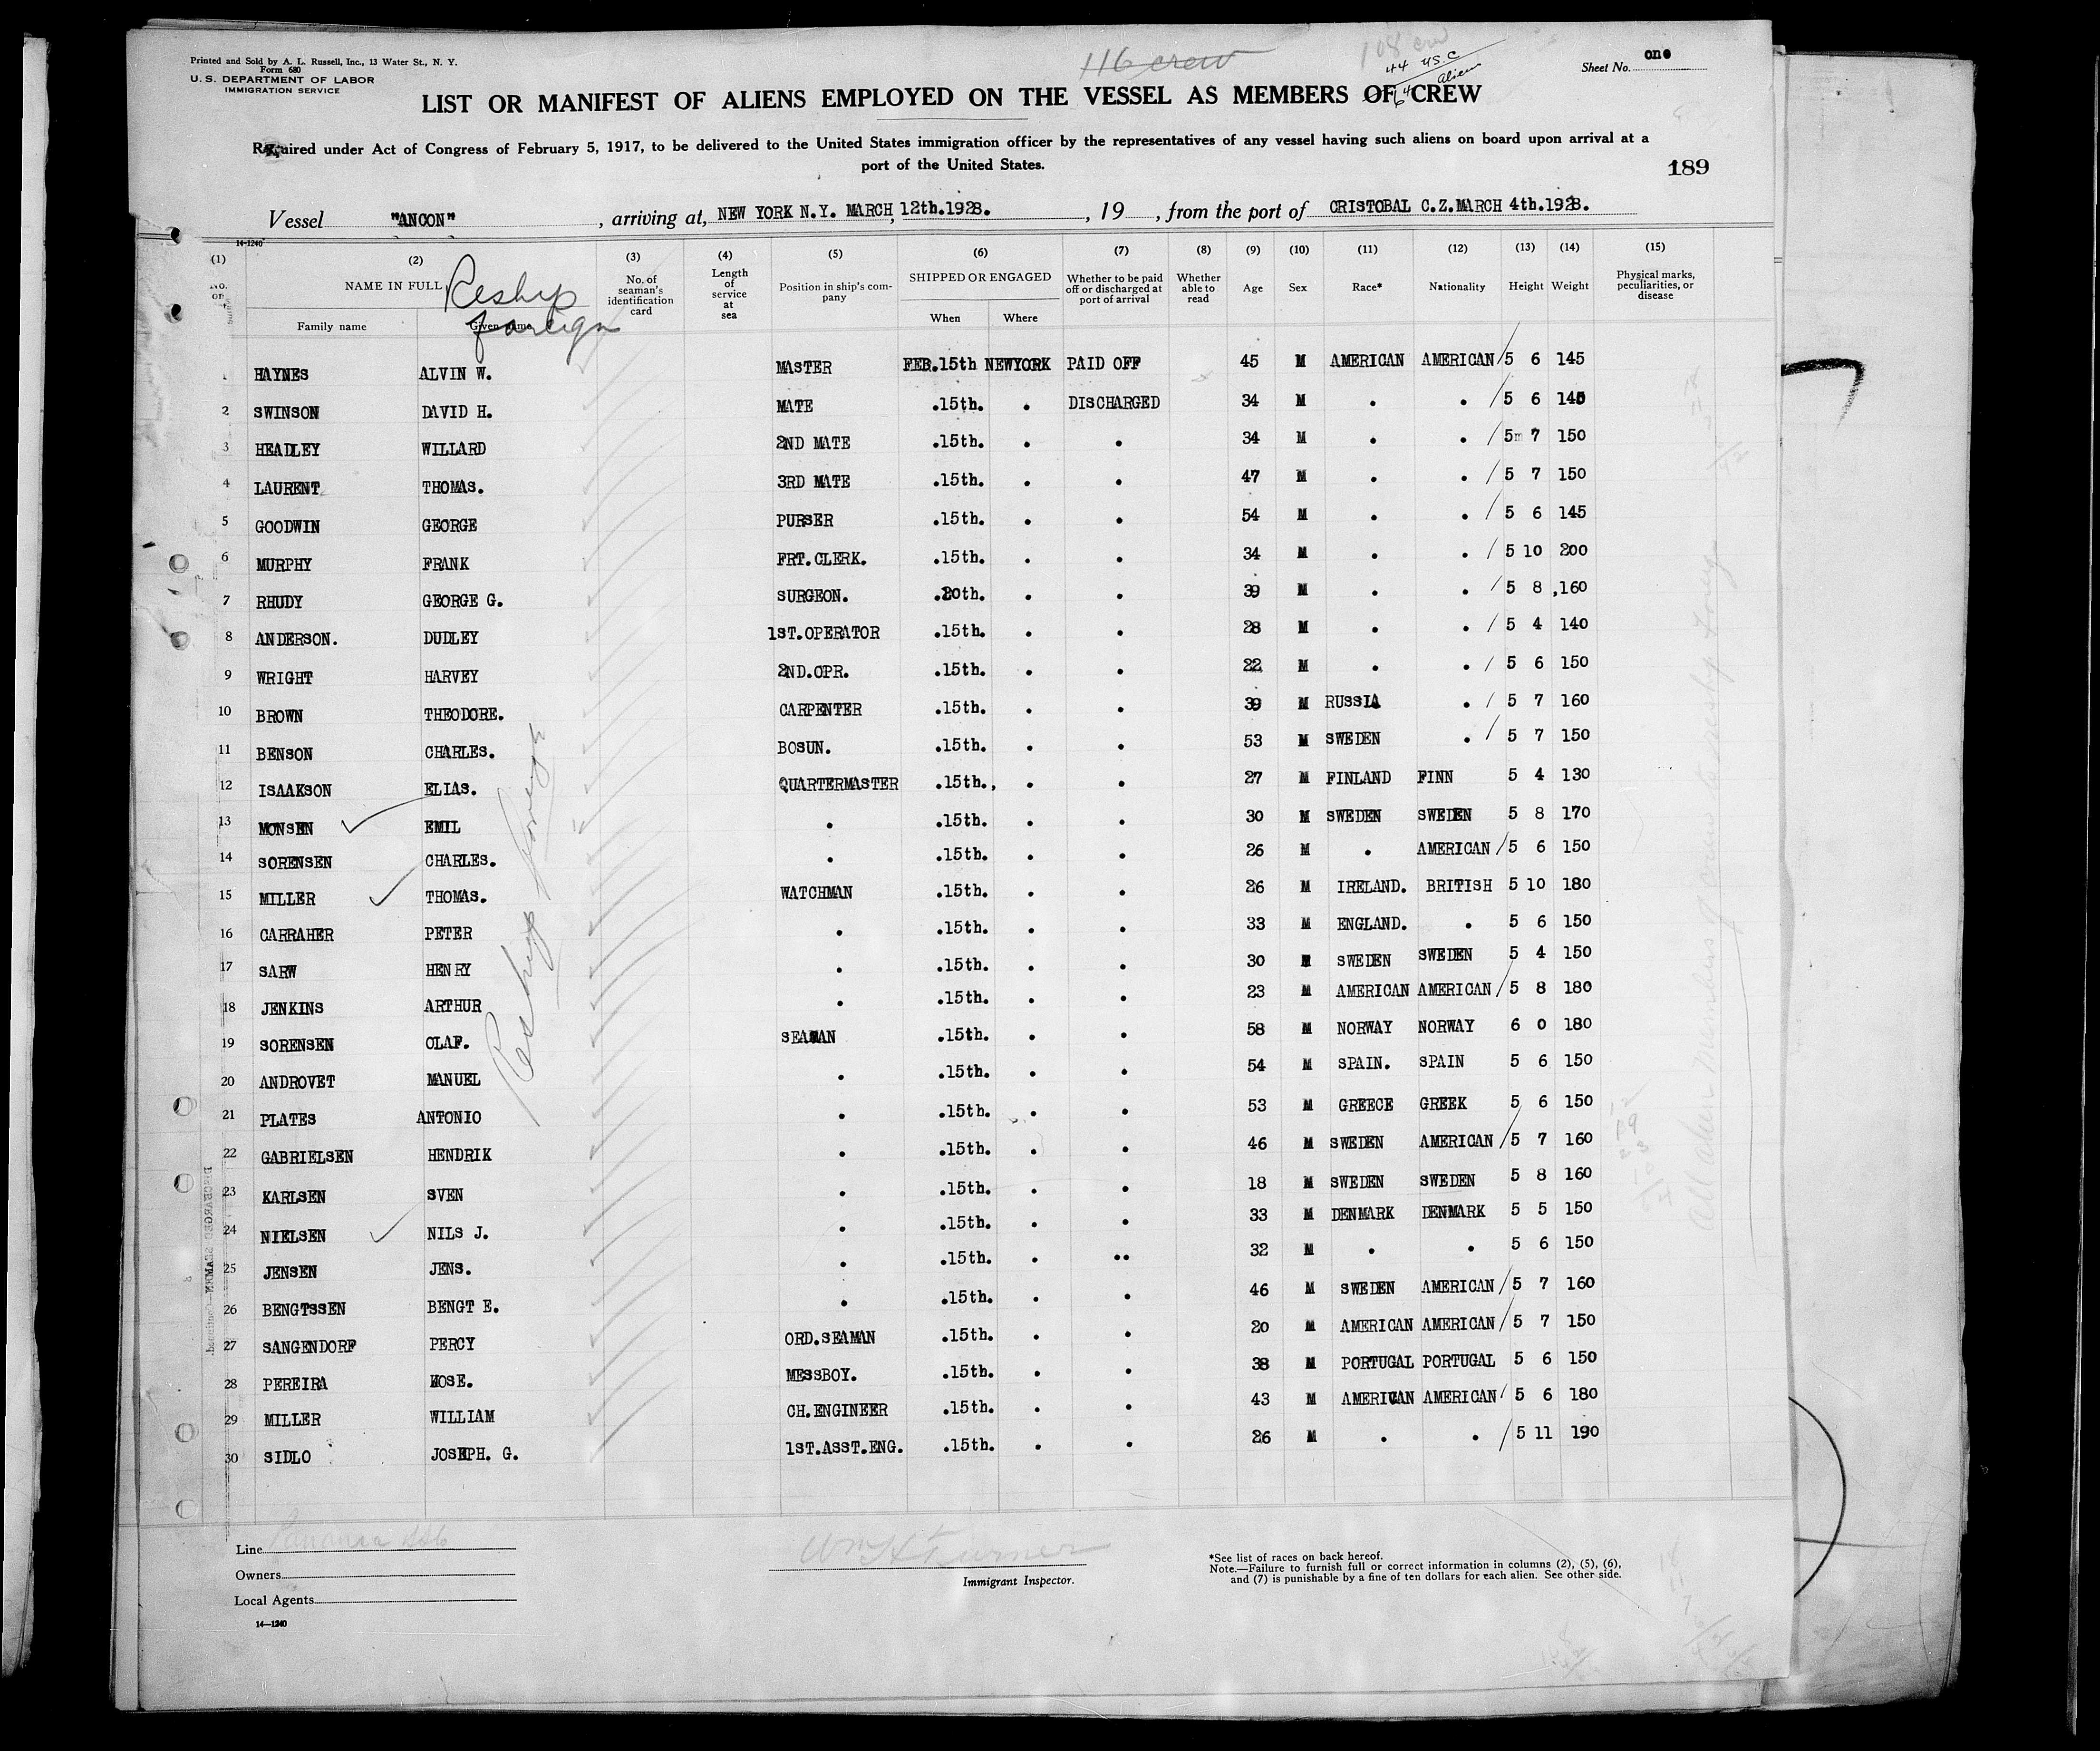 Printed and Sold by A. L. Russell, Inc., 13 Water St., N. Y.
Form 680
U. S. DEPARTMENT OF LABOR
IMMIGRATION SERVICE
116 crew
108 crew
44 U.S.C
64 Aliens
Sheet No. one
LIST OR MANIFEST OF ALIENS EMPLOYED ON THE VESSEL AS MEMBERS OF CREW
Required under Act of Congress of February 5, 1917, to be delivered to the United States immigration officer by the representatives of any vessel having such aliens on board upon arrival at a
port of the United States.
189
Vessel "ANCON", arriving at, NEW YORK N.Y. MARCH 12th.1928., 19, from the port of CRISTOBAL C.Z.MARCH 4th.1928.
14-1240
(1) (2) (3) (4) (5) (6) (7) (8) (9) (10) (11) (12) (13) (14) (15)
NAME IN FULL Family name Given name No. of seaman's identification card Length of service at sea Position in ship's company SHIPPED OR ENGAGED When Where Whether to be paid off or discharged at port of arrival Whether able to read Age Sex Race* Nationality Height Weight Physical marks, peculiarities, or disease
Reship
foreign
HAYNES ALVIN W. MASTER FEB.15th NEWYORK PAID OFF 45 M AMERICAN AMERICAN 5 6 145
2 SWINSON DAVID H. MATE .15th. . DISCHARGED 34 M . . 5 6 145
3 HEADLEY WILLARD 2ND MATE .15th. . . 34 M . . 5 7 150
4 LAURENT THOMAS. 3RD MATE .15th. . . 47 M . . 5 7 150
5 GOODWIN GEORGE PURSER .15th. . . 54 M . . 5 6 145
6 MURPHY FRANK FRT.CLERK. .15th. . . 34 M . . 5 10 200
7 RHUDY GEORGE G. SURGEON. .20th. . . 39 M . . 5 8 ,160
8 ANDERSON. DUDLEY 1ST.OPERATOR .15th. . . 28 M . . 5 4 140
9 WRIGHT HARVEY 2ND.OPR. .15th. . . 22 M . . 5 6 150
10 BROWN THEODORE. CARPENTER .15th. . . 39 M RUSSIA . 5 7 160
11 BENSON CHARLES. BOSUN. .15th. . . 53 M SWEDEN . 5 7 150
12 ISAAKSON ELIAS. QUARTERMASTER .15th., . . 27 M FINLAND FINN 5 4 130
13 MONSEN EMIL . .15th. . . 30 M SWEDEN SWEDEN 5 8 170
14 SORENSEN CHARLES. . .15th. . . 26 M . AMERICAN 5 6 150
15 MILLER THOMAS. WATCHMAN .15th. . . 26 M IRELAND. BRITISH 5 10 180
16 CARRAHER PETER . .15th. . . 33 M ENGLAND. . 5 6 150
17 SARW HENRY . .15th. . . 30 M SWEDEN SWEDEN 5 4 150
18 JENKINS ARTHUR . .15th. . . 23 M AMERICAN AMERICAN 5 8 180
19 SORENSEN OLAF. SEAMAN .15th. . . 58 M NORWAY NORWAY 6 0 180
20 ANDROVET MANUEL . .15th. . . 54 M SPAIN. SPAIN 5 6 150
21 PLATES ANTONIO . .15th. . . 53 M GREECE GREEK 5 6 150
22 GABRIELSEN HENDRIK . .15th. . . 46 M SWEDEN AMERICAN 5 7 160
23 KARLSEN SVEN . .15th. . . 18 M SWEDEN SWEDEN 5 8 160
24 NIELSEN NILS J. . .15th. . . 33 M DENMARK DENMARK 5 5 150
25 JENSEN JENS. . .15th. . .. 32 M . . 5 6 150
26 BENGTSSEN BENGT E. . .15th. . . 46 M SWEDEN AMERICAN 5 7 160
27 SANGENDORF PERCY ORD.SEAMAN .15th. . . 20 M AMERICAN AMERICAN 5 7 150
28 PEREIRA HOSE. MESSBOY. .15th. . . 38 M PORTUGAL PORTUGAL 5 6 150
29 MILLER WILLIAM CH.ENGINEER .15th. . . 43 M AMERICAN AMERICAN 5 6 180
30 SIDLO JOSEPH. G. 1ST.ASST.ENG. .15th. . . 26 M . . 5 11 190
Reship foreign
All alien members of crew to reship foreign
Line
Owners
Local Agents
14—1240
Wm H Turner
Immigrant Inspector.
*See list of races on back hereof.
Note.—Failure to furnish full or correct information in columns (2), (5), (6),
and (7) is punishable by a fine of ten dollars for each alien. See other side.